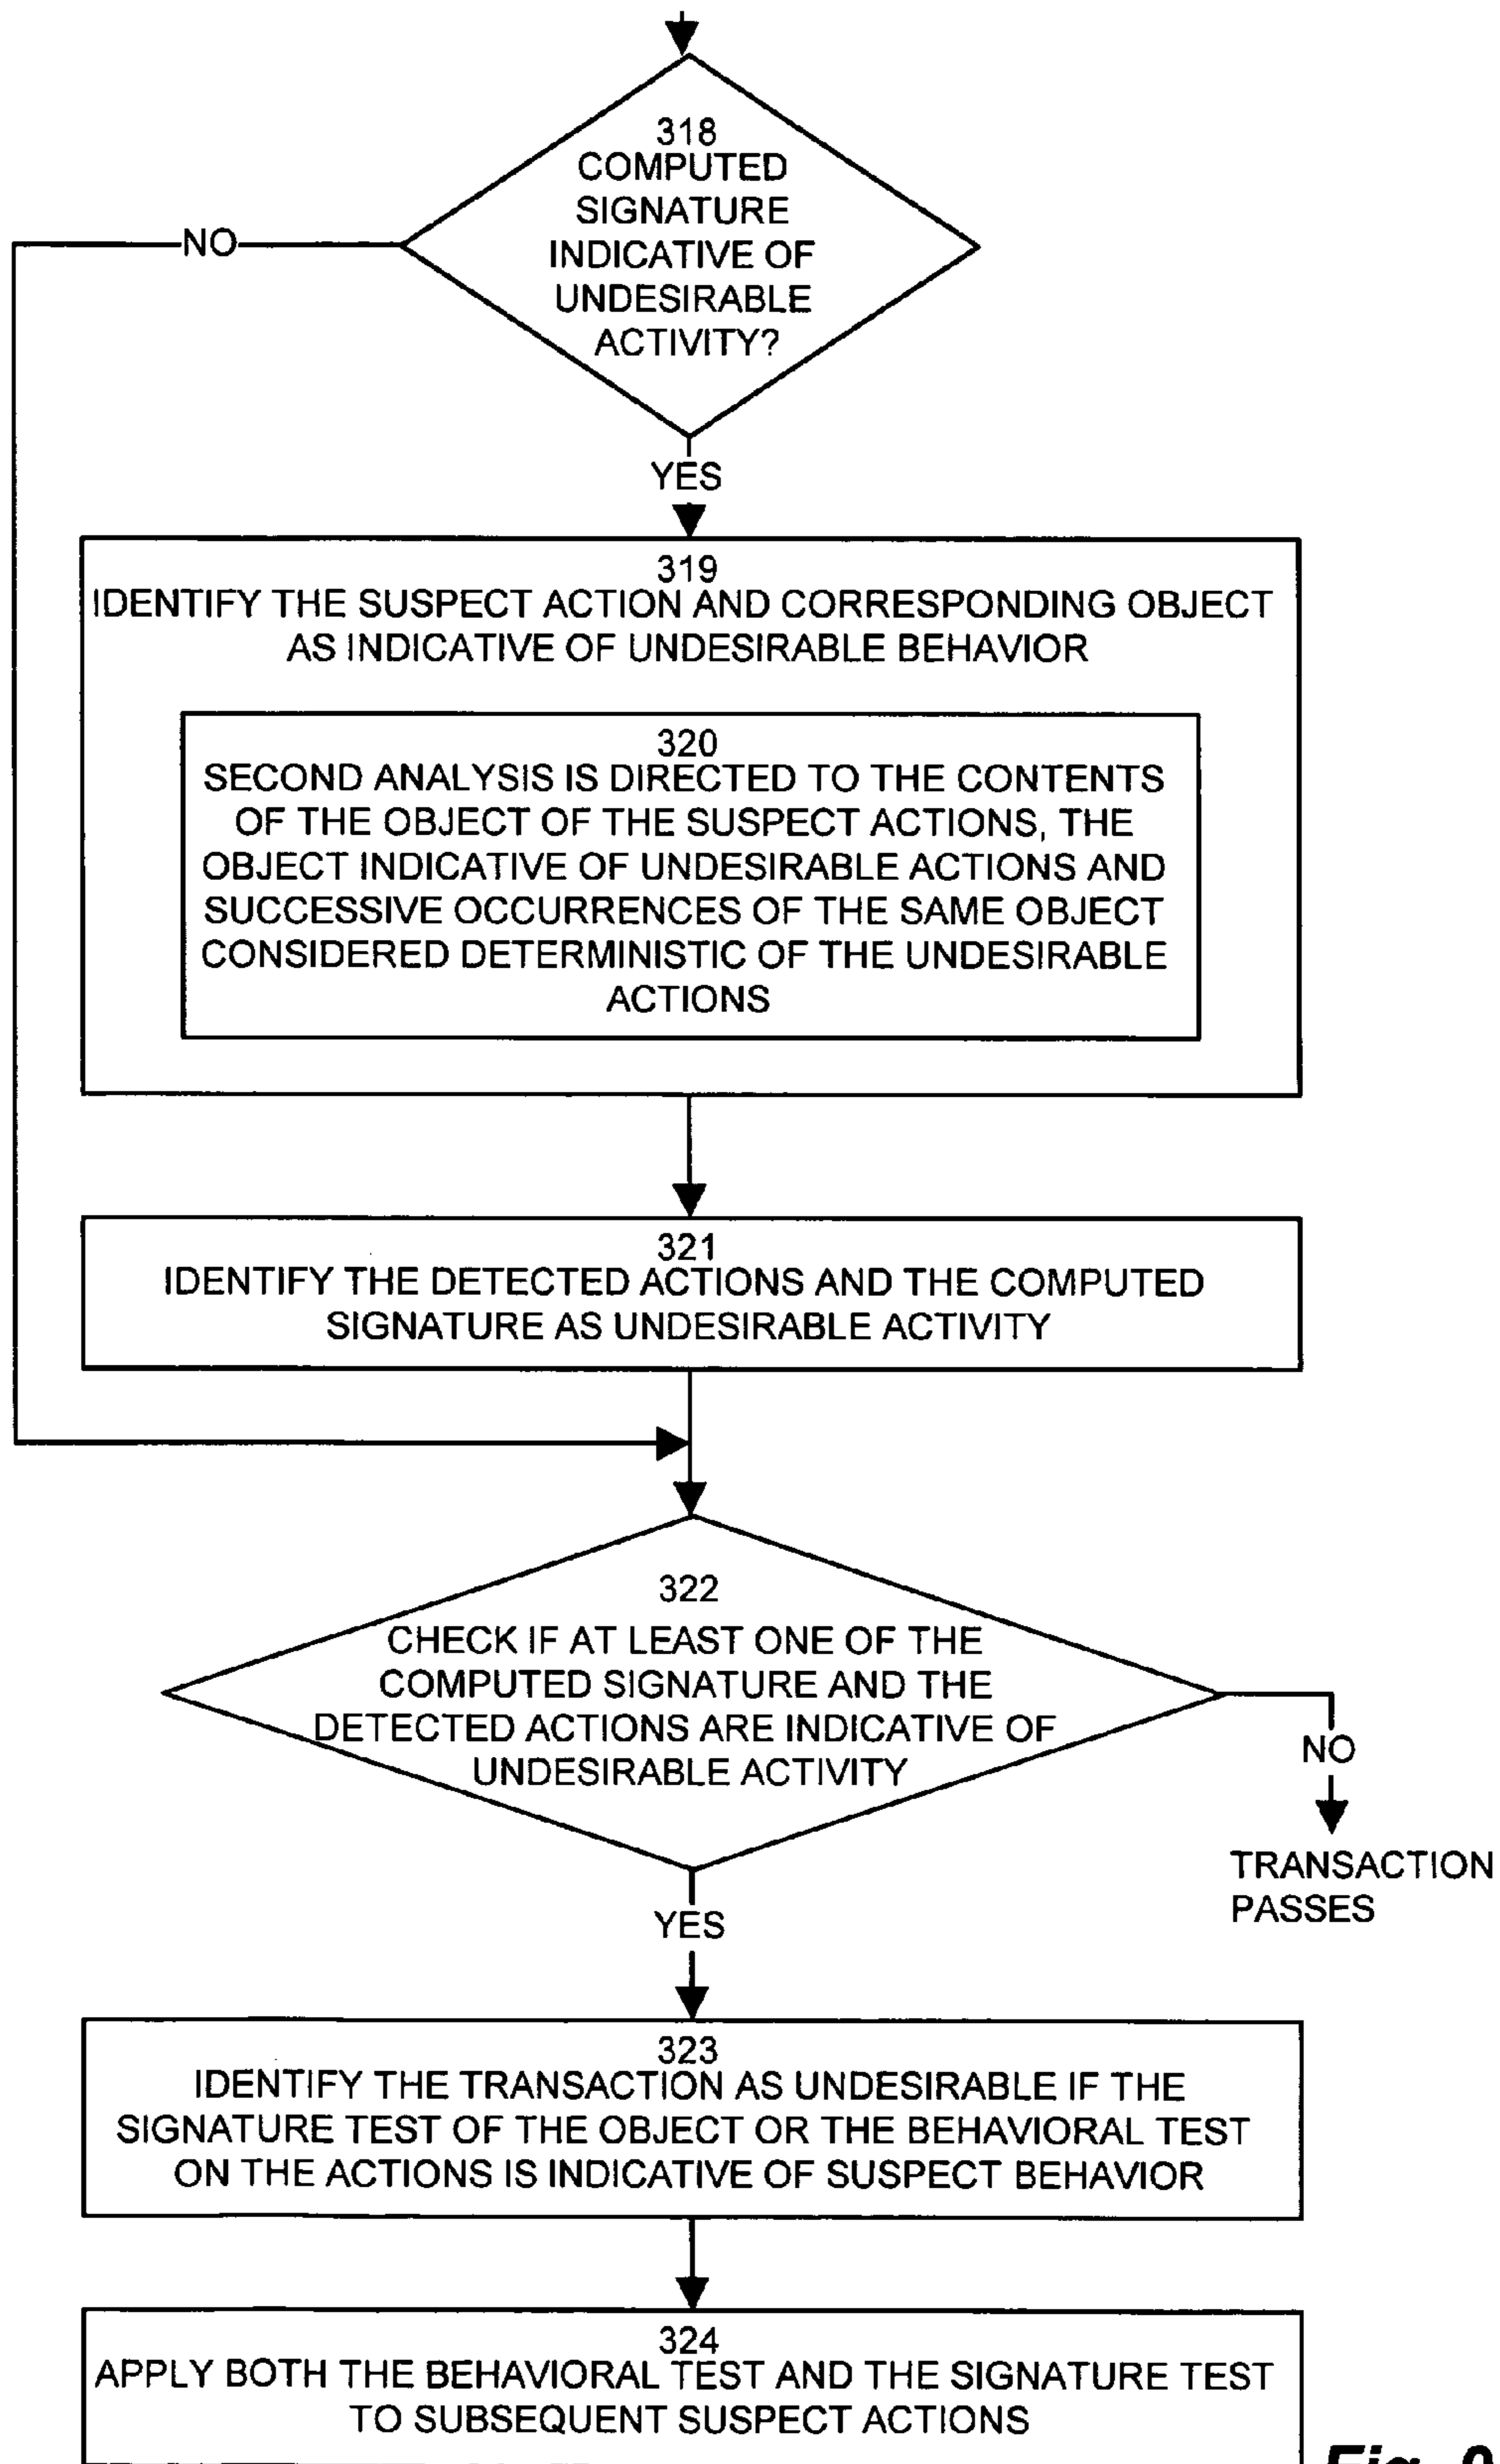 318
COMPUTED
SIGNATURE
INDICATIVE OF
UNDESIRABLE
ACTIVITY?
NO
YES
319
IDENTIFY THE SUSPECT ACTION AND CORRESPONDING OBJECT
AS INDICATIVE OF UNDESIRABLE BEHAVIOR
320
SECOND ANALYSIS IS DIRECTED TO THE CONTENTS
OF THE OBJECT OF THE SUSPECT ACTIONS, THE
OBJECT INDICATIVE OF UNDESIRABLE ACTIONS AND
SUCCESSIVE OCCURRENCES OF THE SAME OBJECT
CONSIDERED DETERMINISTIC OF THE UNDESIRABLE
ACTIONS
321
IDENTIFY THE DETECTED ACTIONS AND THE COMPUTED
SIGNATURE AS UNDESIRABLE ACTIVITY
322
CHECK IF AT LEAST ONE OF THE
COMPUTED SIGNATURE AND THE
DETECTED ACTIONS ARE INDICATIVE OF
UNDESIRABLE ACTIVITY
NO
TRANSACTION
PASSES
YES
323
IDENTIFY THE TRANSACTION AS UNDESIRABLE IF THE
SIGNATURE TEST OF THE OBJECT OR THE BEHAVIORAL TEST
ON THE ACTIONS IS INDICATIVE OF SUSPECT BEHAVIOR
324
APPLY BOTH THE BEHAVIORAL TEST AND THE SIGNATURE TEST
TO SUBSEQUENT SUSPECT ACTIONS
Fig.